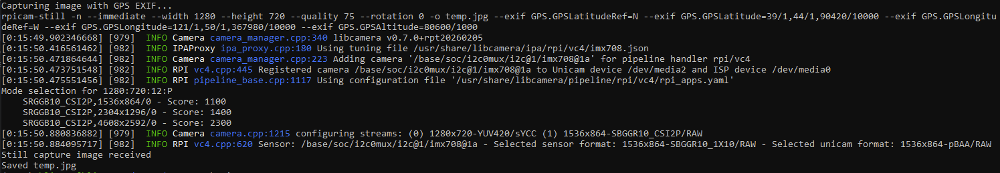 Capturing image with GPS EXIF...
rpicam-still -n --immediate --width 1280 --height 720 --quality 75 --rotation 0 -o temp.jpg --exif GPS.GPSLatitudeRef=N --exif GPS.GPSLatitude=39/1,44/1,90420/10000 --exif GPS.GPSLongitu
deRef=W --exif GPS.GPSLongitude=121/1,50/1,367980/10000 --exif GPS.GPSAltitude=80600/1000
[0:15:49.902346668] [979]  INFO Camera camera_manager.cpp:340 libcamera v0.7.0+rpt20260205
[0:15:50.416561462] [982]  INFO IPAProxy ipa_proxy.cpp:180 Using tuning file /usr/share/libcamera/ipa/rpi/vc4/imx708.json
[0:15:50.471864644] [982]  INFO Camera camera_manager.cpp:223 Adding camera '/base/soc/i2c0mux/i2c@1/imx708@1a' for pipeline handler rpi/vc4
[0:15:50.473751548] [982]  INFO RPI vc4.cpp:445 Registered camera /base/soc/i2c0mux/i2c@1/imx708@1a to Unicam device /dev/media2 and ISP device /dev/media0
[0:15:50.475551456] [982]  INFO RPI pipeline_base.cpp:1117 Using configuration file '/usr/share/libcamera/pipeline/rpi/vc4/rpi_apps.yaml'
Mode selection for 1280:720:12:P
    SRGGB10_CSI2P,1536x864/0 - Score: 1100
    SRGGB10_CSI2P,2304x1296/0 - Score: 1400
    SRGGB10_CSI2P,4608x2592/0 - Score: 2300
[0:15:50.880836882] [979]  INFO Camera camera.cpp:1215 configuring streams: (0) 1280x720-YUV420/sYCC (1) 1536x864-SBGGR10_CSI2P/RAW
[0:15:50.884095717] [982]  INFO RPI vc4.cpp:620 Sensor: /base/soc/i2c0mux/i2c@1/imx708@1a - Selected sensor format: 1536x864-SBGGR10_1X10/RAW - Selected unicam format: 1536x864-pBAA/RAW
Still capture image received
Saved temp.jpg